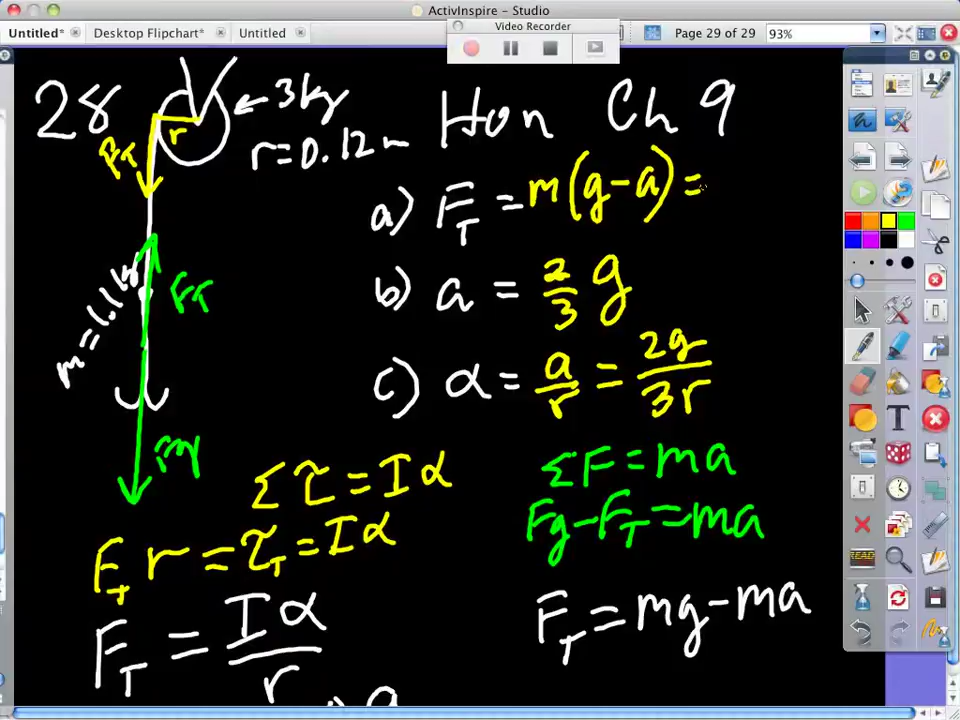 ActivInspire - Studio
Video Recorder
Untitled*
Desktop Flipchart*
Untitled
Page 29 of 29
93%
28
3kg
r=0.12m
Hon Ch 9
r
FT
a) FT = m(g-a) =
b) a = 2/3 g
FT
m=1.1kg
c) α = a/r = 2g/3r
mg
Στ = Iα
ΣF = ma
Fg-FT = ma
FT r = τT = Iα
FT = mg-ma
FT = Iα/r
a